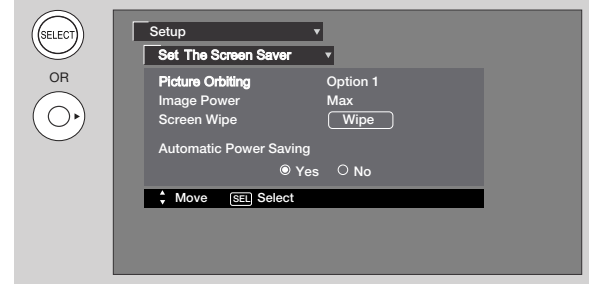 SELECT
OR
Setup
Set The Screen Saver
Picture Orbiting Option 1
Image Power Max
Screen Wipe Wipe
Automatic Power Saving
Yes No
Move SEL Select